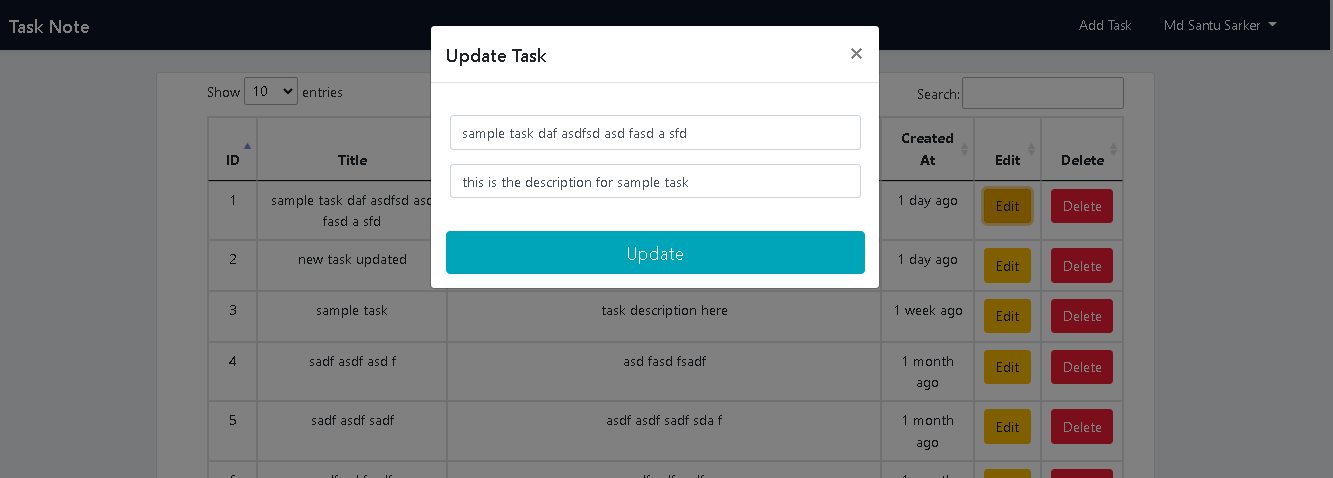 Task Note
Add Task
Md Santu Sarker
Update Task
×
sample task daf asdfsd asd fasd a sfd
this is the description for sample task
Update
Show 10 entries
Search:
ID
Title
Created
At
Edit
Delete
1
sample task daf asdfsd asd
fasd a sfd
1 day ago
Edit
Delete
2
new task updated
1 day ago
Edit
Delete
3
sample task
task description here
1 week ago
Edit
Delete
4
sadf asdf asd f
asd fasd fsadf
1 month
ago
Edit
Delete
5
sadf asdf sadf
asdf asdf sadf sda f
1 month
ago
Edit
Delete